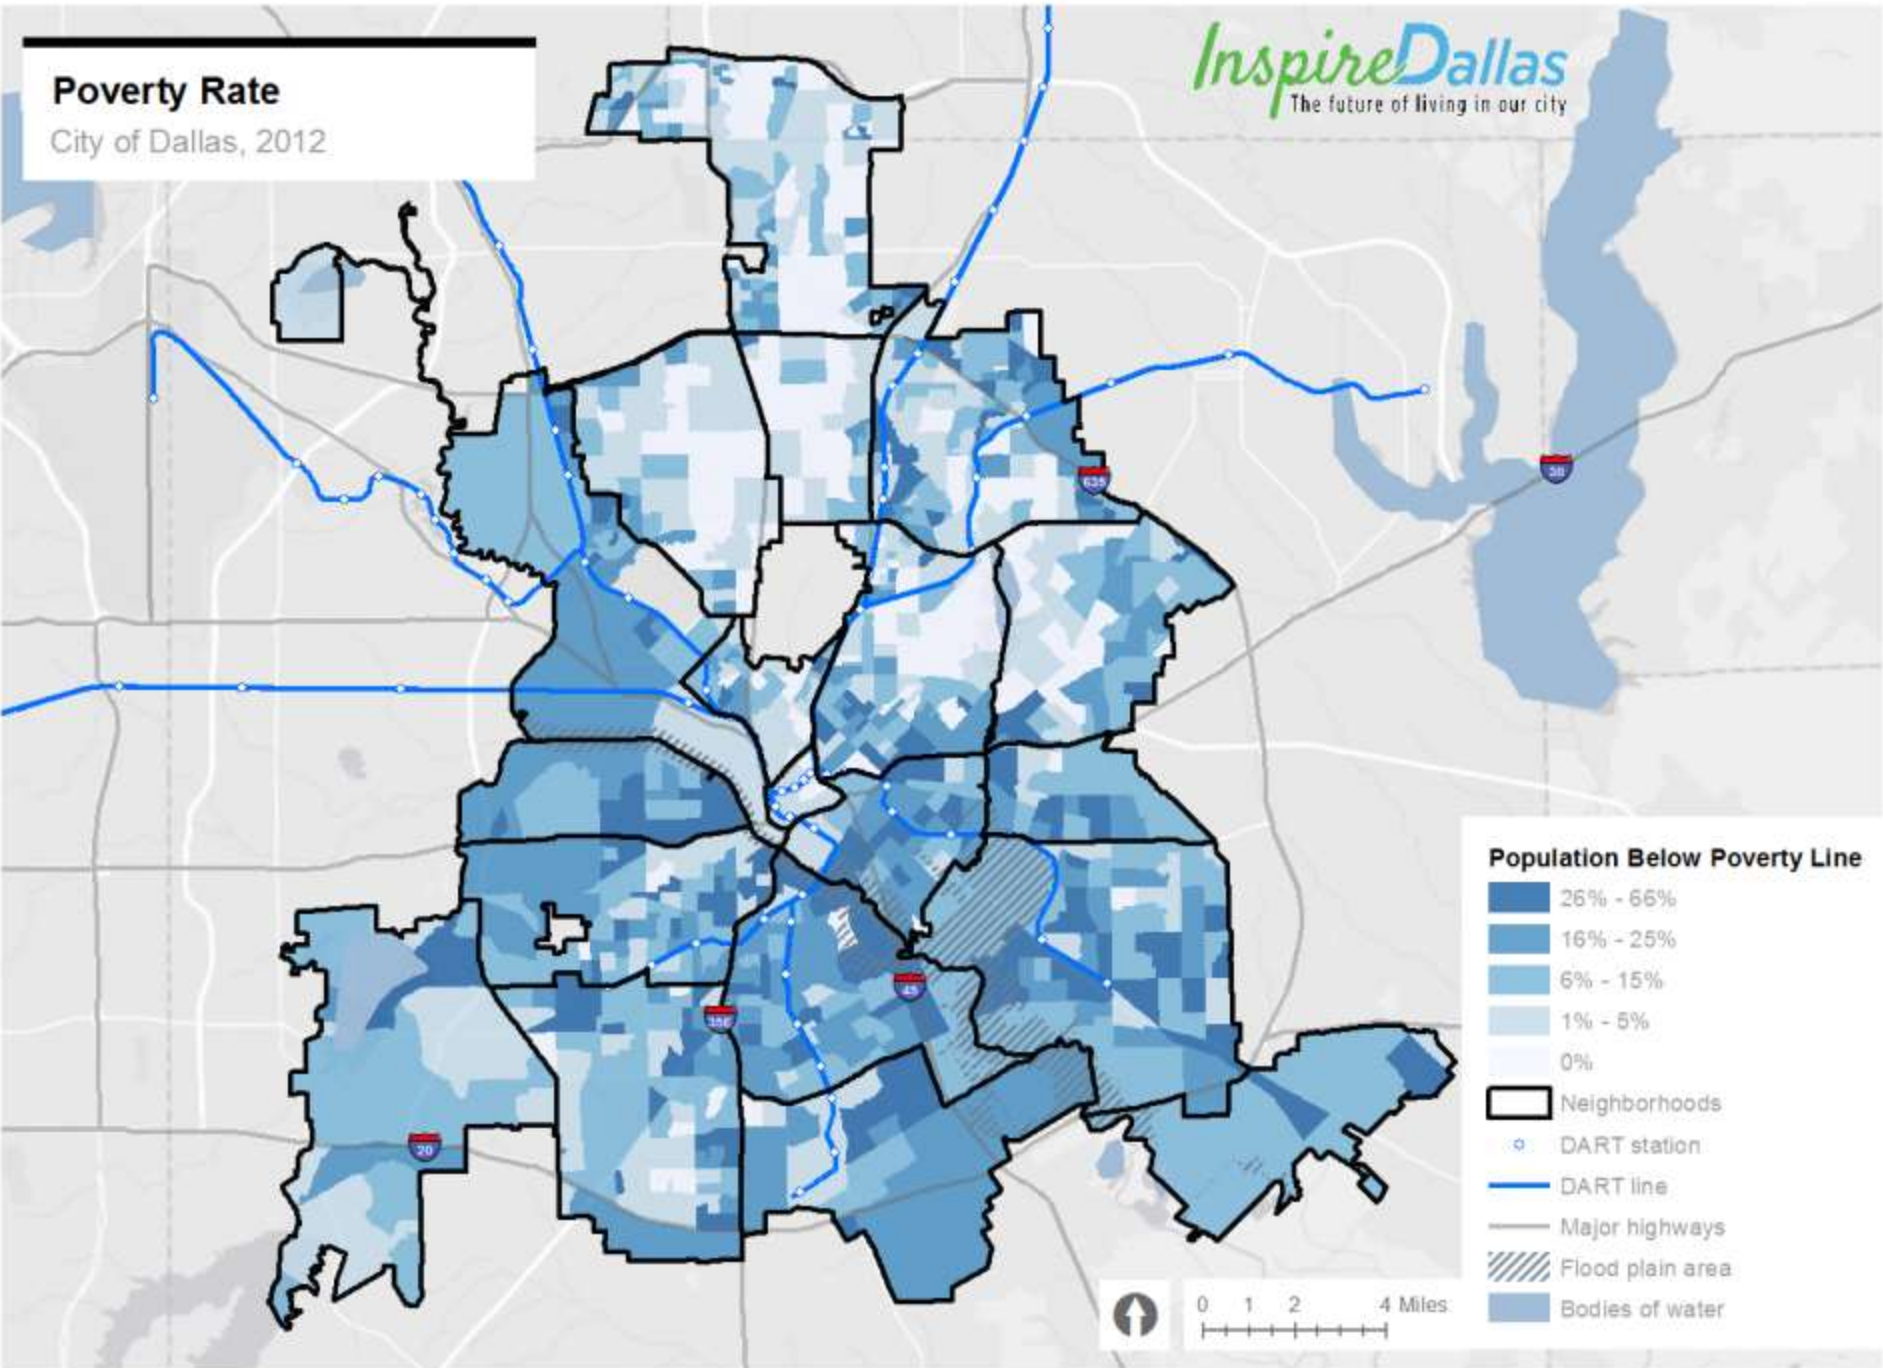 Poverty Rate
City of Dallas, 2012
InspireDallas
The future of living in our city
30
635
45
20
Population Below Poverty Line
26% - 66%
16% - 25%
6% - 15%
1% - 5%
0%
Neighborhoods
DART station
DART line
Major highways
Flood plain area
Bodies of water
0 1 2 4 Miles